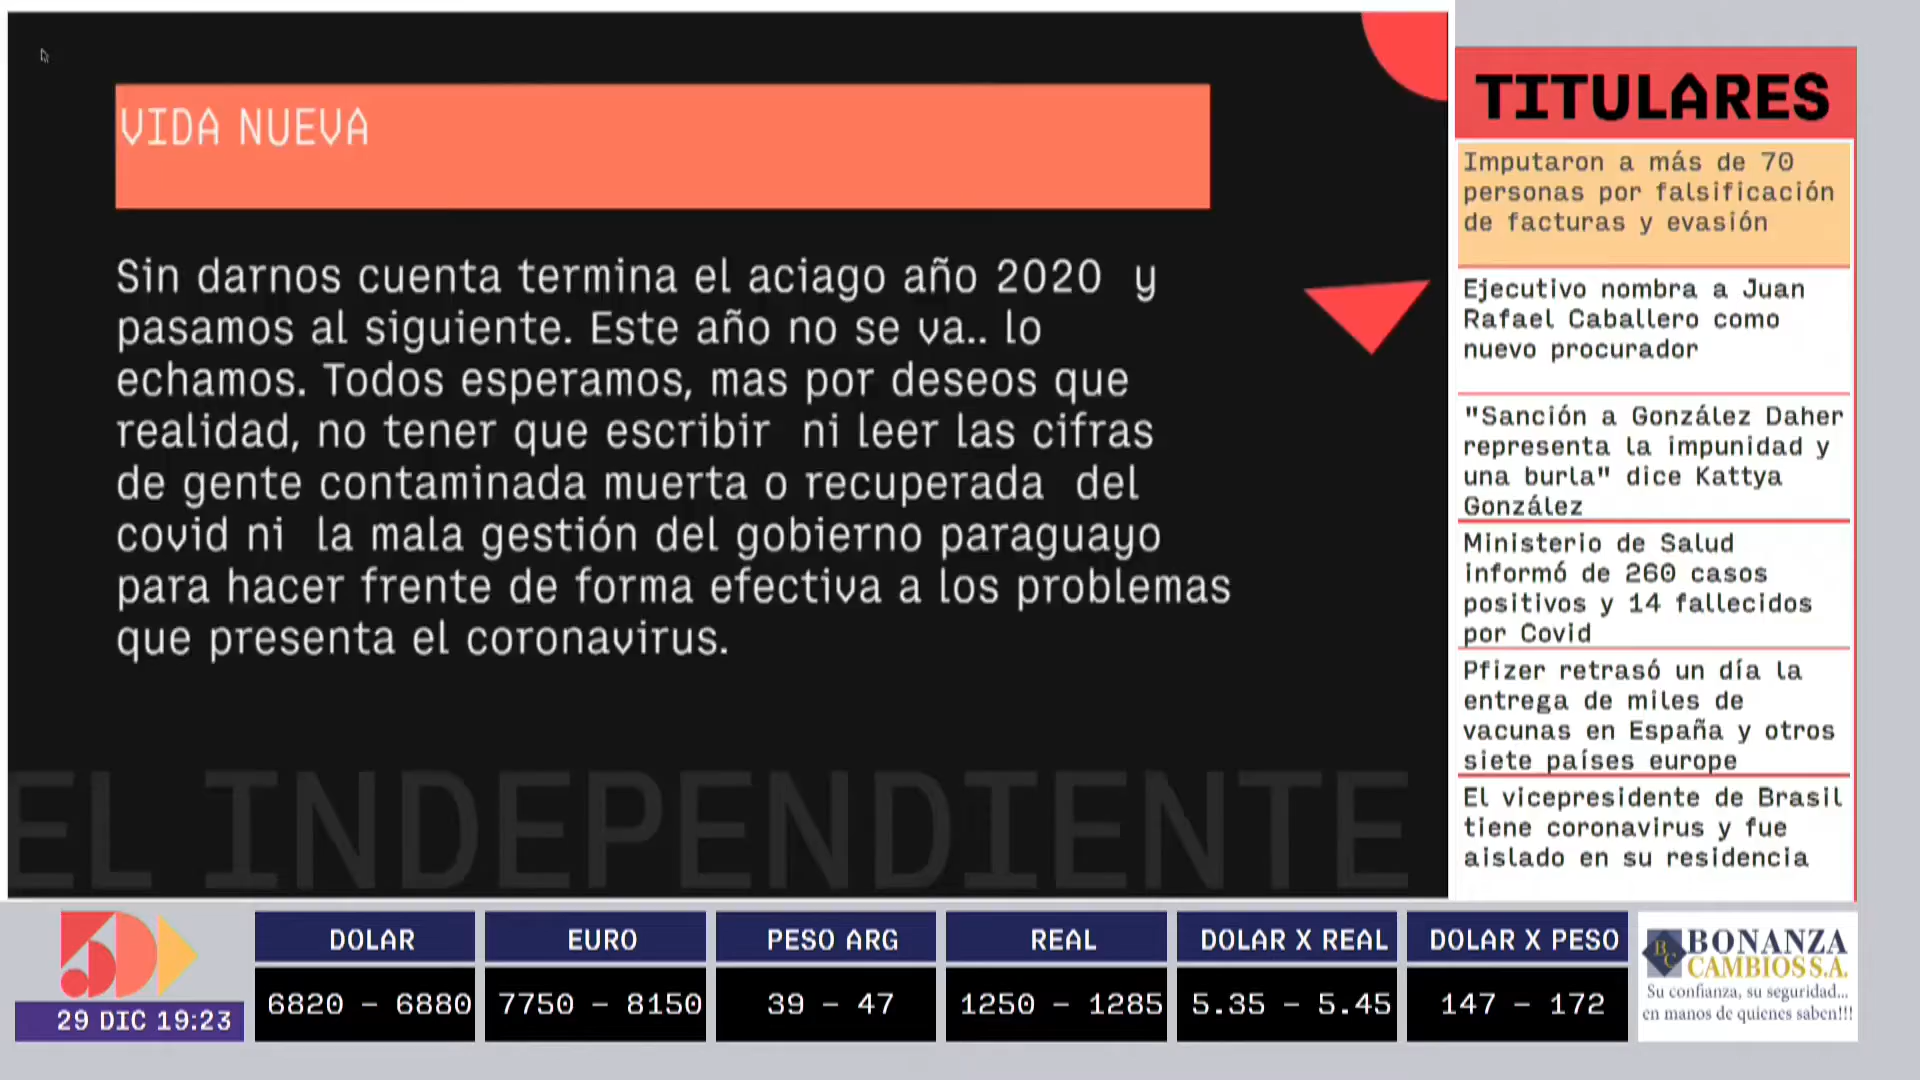 VIDA NUEVA
Sin darnos cuenta termina el aciago año 2020  y
pasamos al siguiente. Este año no se va.. lo
echamos. Todos esperamos, mas por deseos que
realidad, no tener que escribir  ni leer las cifras
de gente contaminada muerta o recuperada  del
covid ni  la mala gestión del gobierno paraguayo
para hacer frente de forma efectiva a los problemas
que presenta el coronavirus.
EL INDEPENDIENTE
TITULARES
Imputaron a más de 70
personas por falsificación
de facturas y evasión
Ejecutivo nombra a Juan
Rafael Caballero como
nuevo procurador
"Sanción a González Daher
representa la impunidad y
una burla" dice Kattya
González
Ministerio de Salud
informó de 260 casos
positivos y 14 fallecidos
por Covid
Pfizer retrasó un día la
entrega de miles de
vacunas en España y otros
siete países europe
El vicepresidente de Brasil
tiene coronavirus y fue
aislado en su residencia
29 DIC 19:23
DOLAR
6820 - 6880
EURO
7750 - 8150
PESO ARG
39 - 47
REAL
1250 - 1285
DOLAR X REAL
5.35 - 5.45
DOLAR X PESO
147 - 172
BC
BONANZA
CAMBIOS S.A.
Su confianza, su seguridad...
en manos de quienes saben!!!